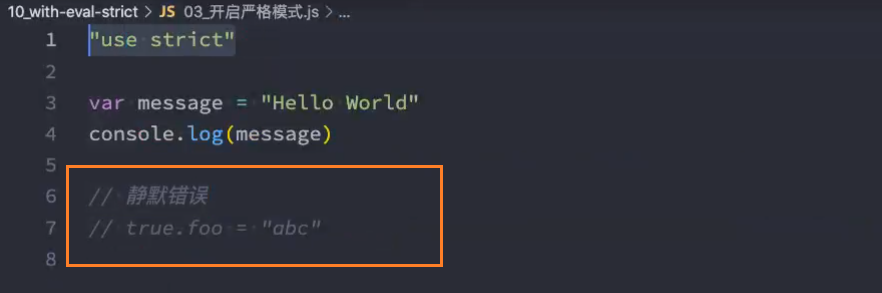 10_with-eval-strict > JS 03_开启严格模式.js > ...
1 "use strict"
2
3 var message = "Hello World"
4 console.log(message)
5
6 // 静默错误
7 // true.foo = "abc"
8